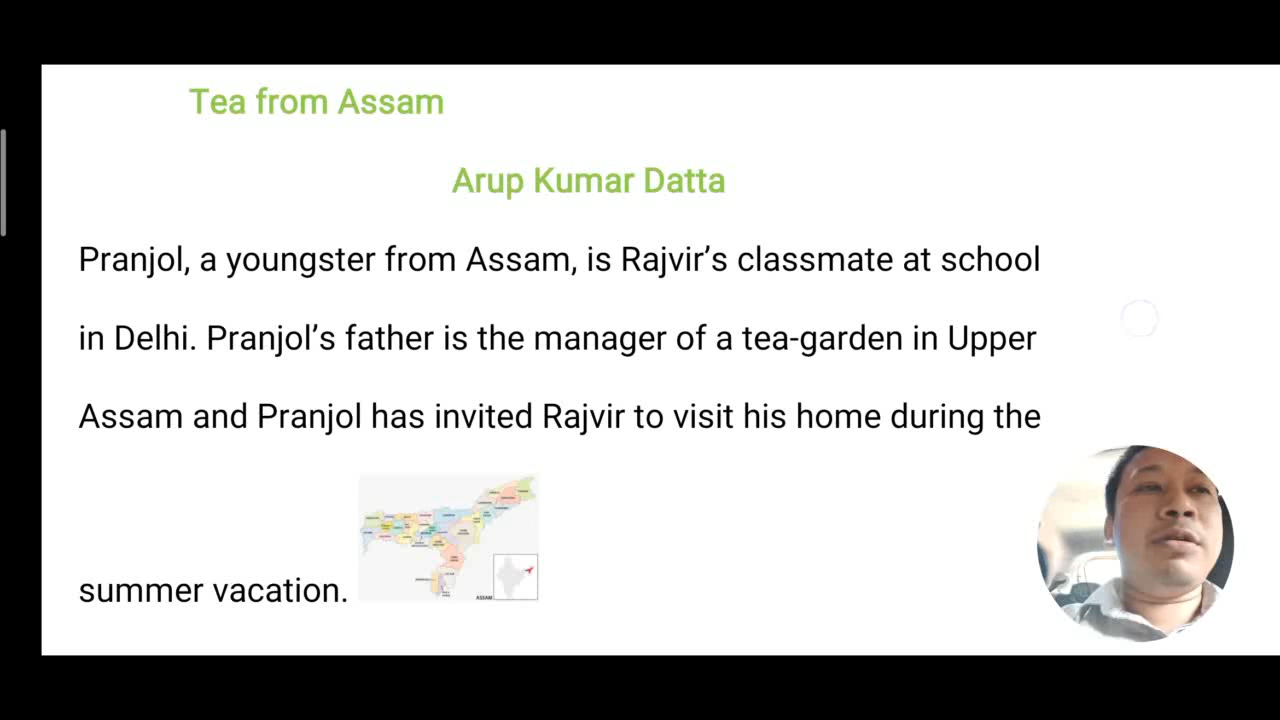 Tea from Assam
Arup Kumar Datta
Pranjol, a youngster from Assam, is Rajvir’s classmate at school
in Delhi. Pranjol’s father is the manager of a tea-garden in Upper
Assam and Pranjol has invited Rajvir to visit his home during the
summer vacation.
ASSAM